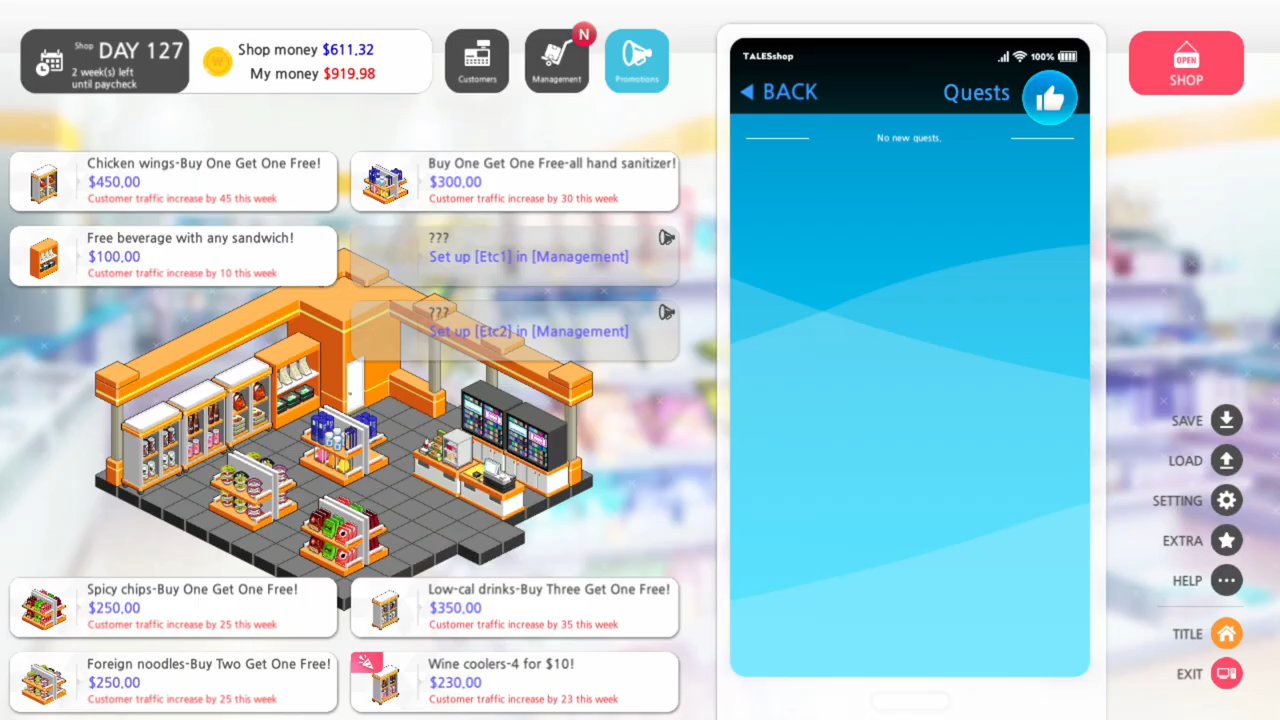 Shop DAY 127
2 week(s) left
until paycheck
Shop money $611.32
My money $919.98
Customers
Management
N
Promotions
TALESshop
100%
BACK
Quests
No new quests.
OPEN
SHOP
Chicken wings-Buy One Get One Free!
$450.00
Customer traffic increase by 45 this week
Buy One Get One Free-all hand sanitizer!
$300.00
Customer traffic increase by 30 this week
Free beverage with any sandwich!
$100.00
Customer traffic increase by 10 this week
???
Set up [Etc1] in [Management]
???
Set up [Etc2] in [Management]
Spicy chips-Buy One Get One Free!
$250.00
Customer traffic increase by 25 this week
Low-cal drinks-Buy Three Get One Free!
$350.00
Customer traffic increase by 35 this week
Foreign noodles-Buy Two Get One Free!
$250.00
Customer traffic increase by 25 this week
Wine coolers-4 for $10!
$230.00
Customer traffic increase by 23 this week
SAVE
LOAD
SETTING
EXTRA
HELP
TITLE
EXIT